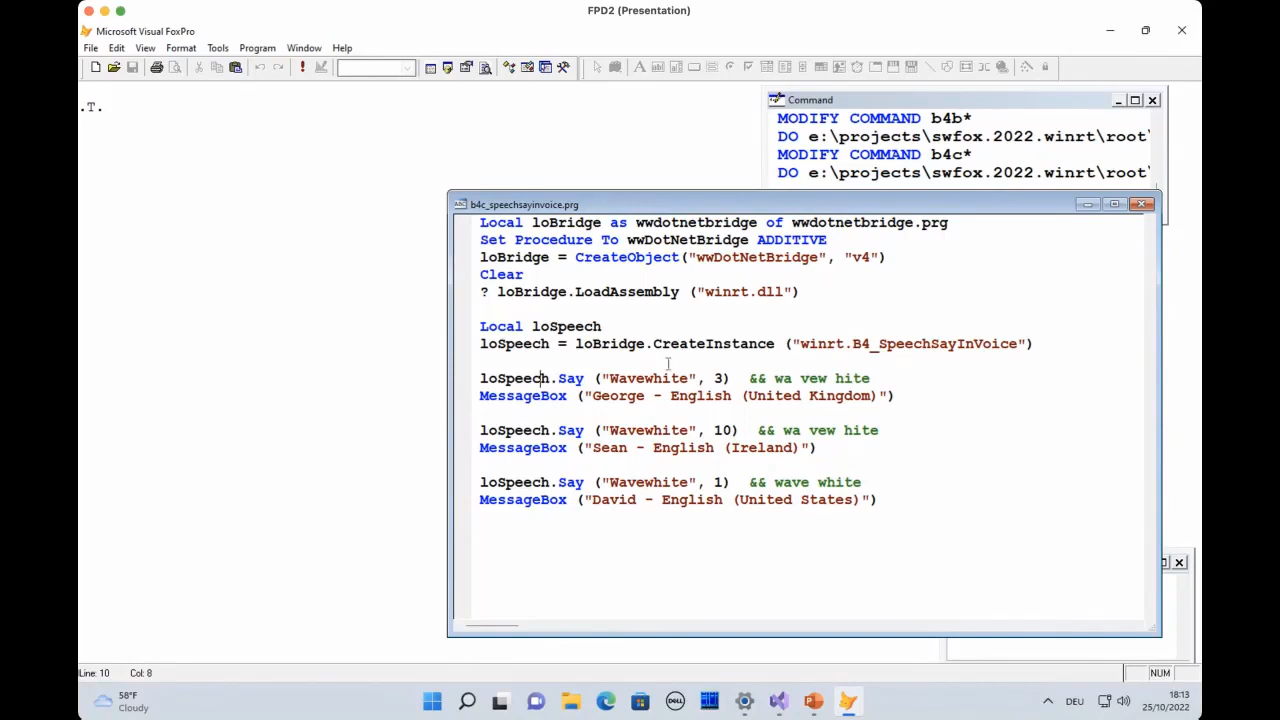 FPD2 (Presentation)
Microsoft Visual FoxPro
File Edit View Format Tools Program Window Help
.T.
Command
MODIFY COMMAND b4b*
DO e:\projects\swfox.2022.winrt\root\
MODIFY COMMAND b4c*
DO e:\projects\swfox.2022.winrt\root\
b4c_speechsayinvoice.prg
Local loBridge as wwdotnetbridge of wwdotnetbridge.prg
Set Procedure To wwDotNetBridge ADDITIVE
loBridge = CreateObject("wwDotNetBridge", "v4")
Clear
? loBridge.LoadAssembly ("winrt.dll")
Local loSpeech
loSpeech = loBridge.CreateInstance ("winrt.B4_SpeechSayInVoice")
loSpeech.Say ("Wavewhite", 3)  && wa vew hite
MessageBox ("George - English (United Kingdom)")
loSpeech.Say ("Wavewhite", 10)  && wa vew hite
MessageBox ("Sean - English (Ireland)")
loSpeech.Say ("Wavewhite", 1)  && wave white
MessageBox ("David - English (United States)")
Line: 10 Col: 8 NUM
58°F
Cloudy
DELL
DEU
18:13
25/10/2022